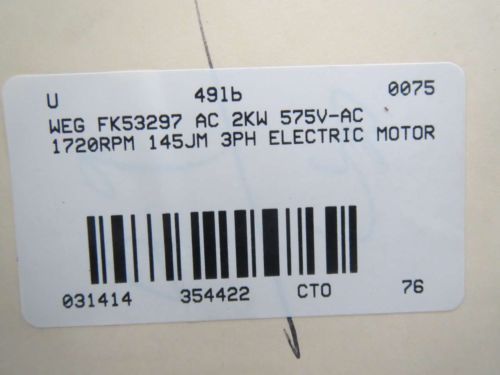 U 491b 0075
WEG FK53297 AC 2KW 575V-AC
1720RPM 145JM 3PH ELECTRIC MOTOR
031414 354422 CTO 76